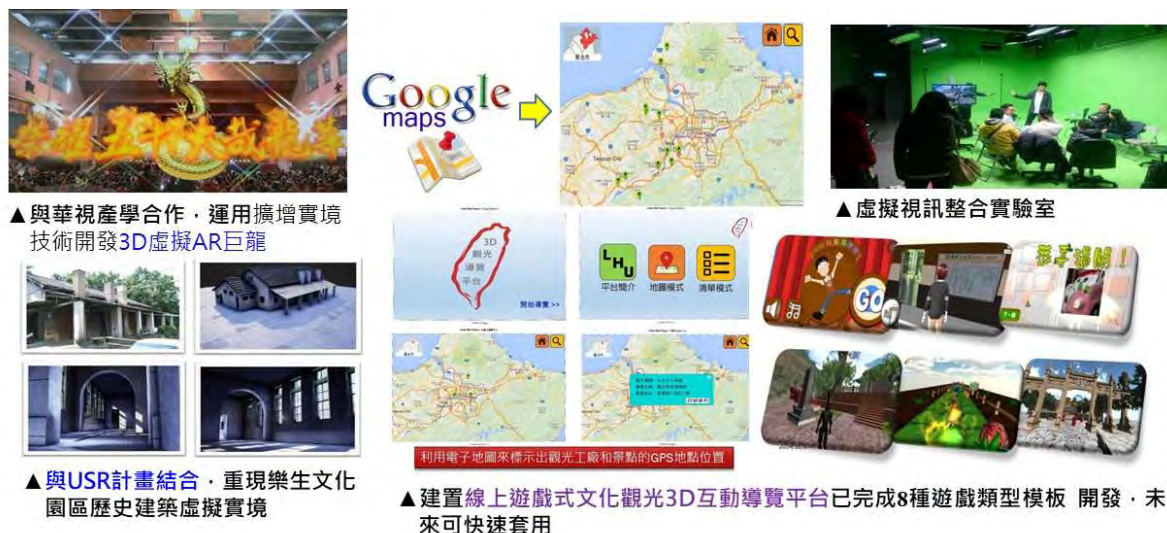 Google
maps
臺北市
▲與華視產學合作，運用擴增實境
技術開發3D虛擬AR巨龍
▲虛擬視訊整合實驗室
3D
觀光
導覽
平台
開始導覽 >>
LHU
平台簡介
地圖模式
清單模式
GO
利用電子地圖來標示出觀光工廠和景點的GPS地點位置
▲與USR計畫結合，重現樂生文化
園區歷史建築虛擬實境
▲建置線上遊戲式文化觀光3D互動導覽平台已完成8種遊戲類型模板 開發，未
來可快速套用